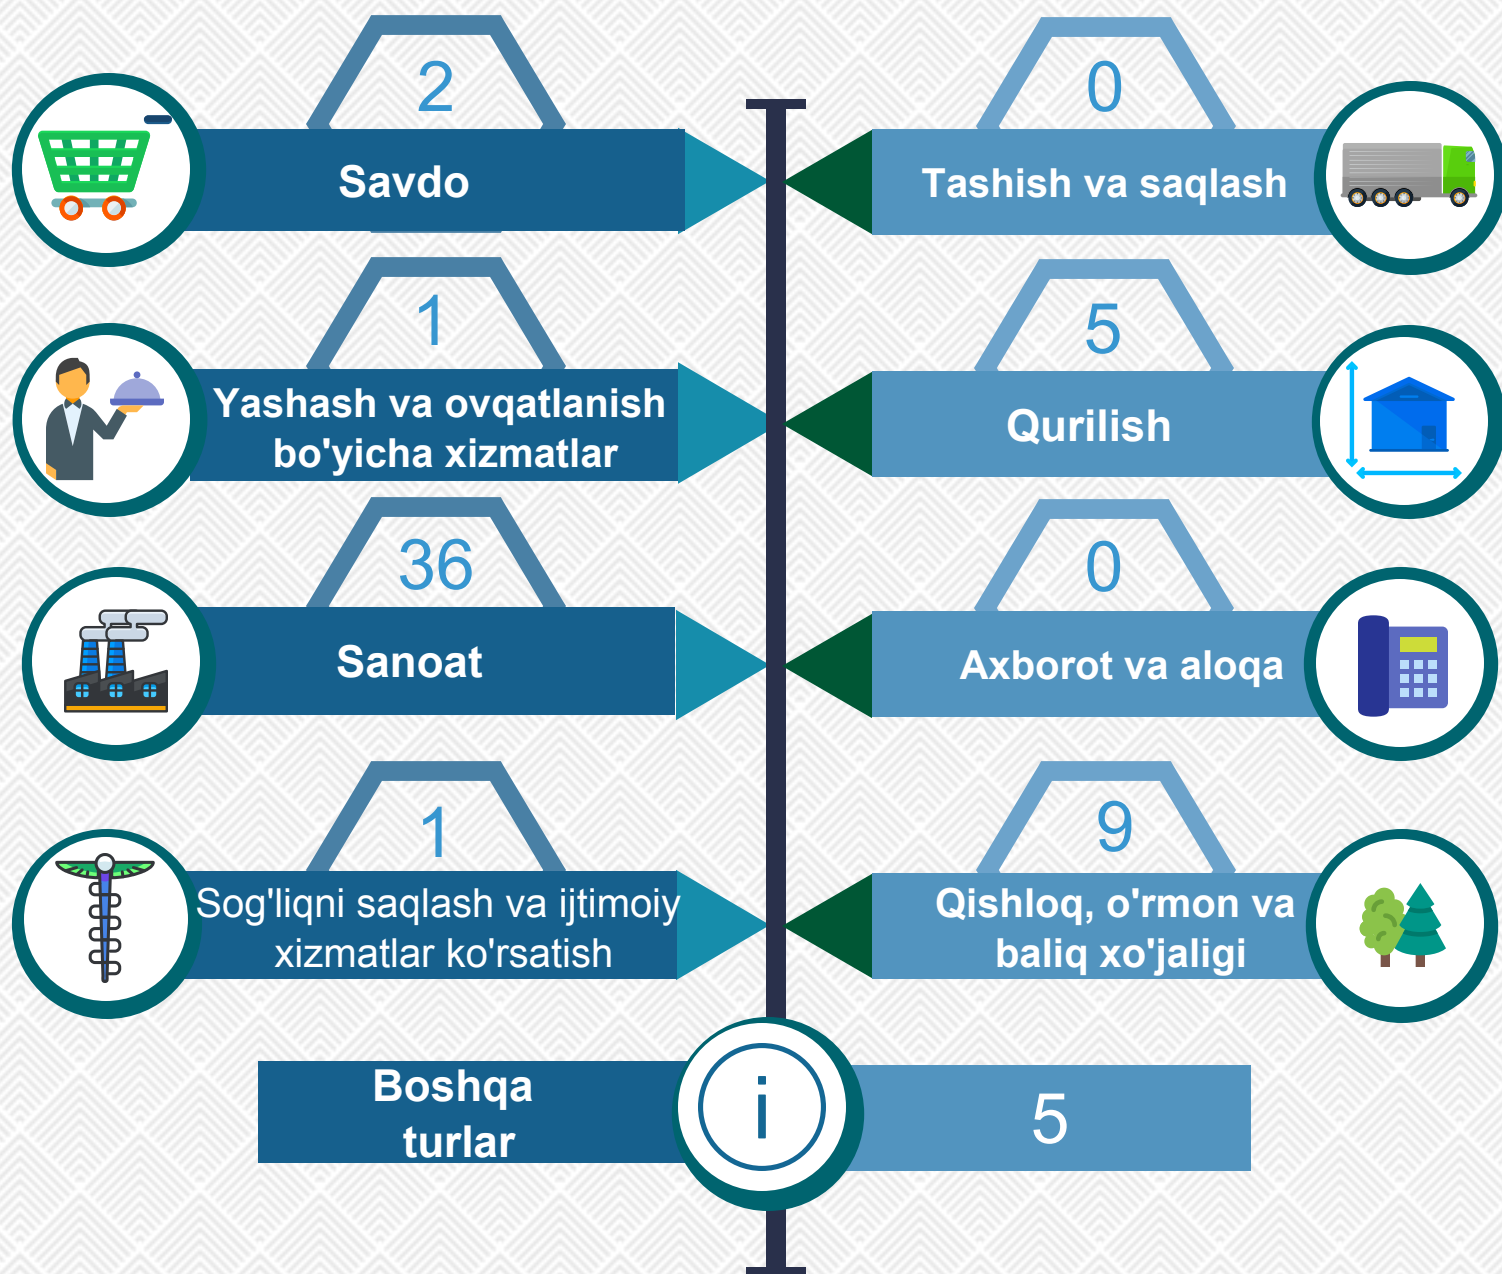 2
Savdo
0
Tashish va saqlash
1
Yashash va ovqatlanish
bo'yicha xizmatlar
5
Qurilish
36
Sanoat
0
Axborot va aloqa
1
Sog'liqni saqlash va ijtimoiy
xizmatlar ko'rsatish
9
Qishloq, o'rmon va
baliq xo'jaligi
Boshqa
turlar
i
5